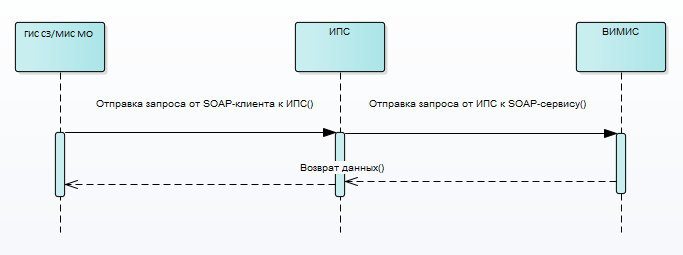 ГИС СЗ/МИС МО
ИПС
ВИМИС
Отправка запроса от SOAP-клиента к ИПС()
Отправка запроса от ИПС к SOAP-сервису()
Возврат данных()